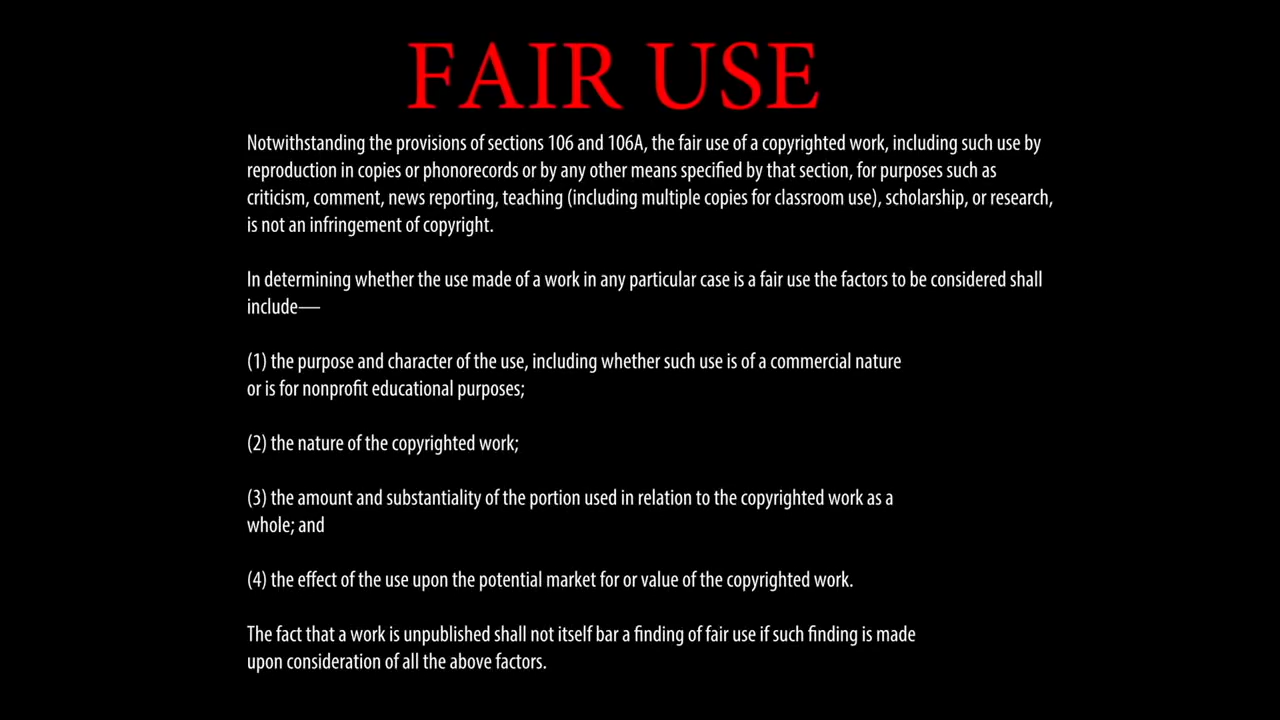 FAIR USE
Notwithstanding the provisions of sections 106 and 106A, the fair use of a copyrighted work, including such use by
reproduction in copies or phonorecords or by any other means specified by that section, for purposes such as
criticism, comment, news reporting, teaching (including multiple copies for classroom use), scholarship, or research,
is not an infringement of copyright.
In determining whether the use made of a work in any particular case is a fair use the factors to be considered shall
include—
(1) the purpose and character of the use, including whether such use is of a commercial nature
or is for nonprofit educational purposes;
(2) the nature of the copyrighted work;
(3) the amount and substantiality of the portion used in relation to the copyrighted work as a
whole; and
(4) the effect of the use upon the potential market for or value of the copyrighted work.
The fact that a work is unpublished shall not itself bar a finding of fair use if such finding is made
upon consideration of all the above factors.